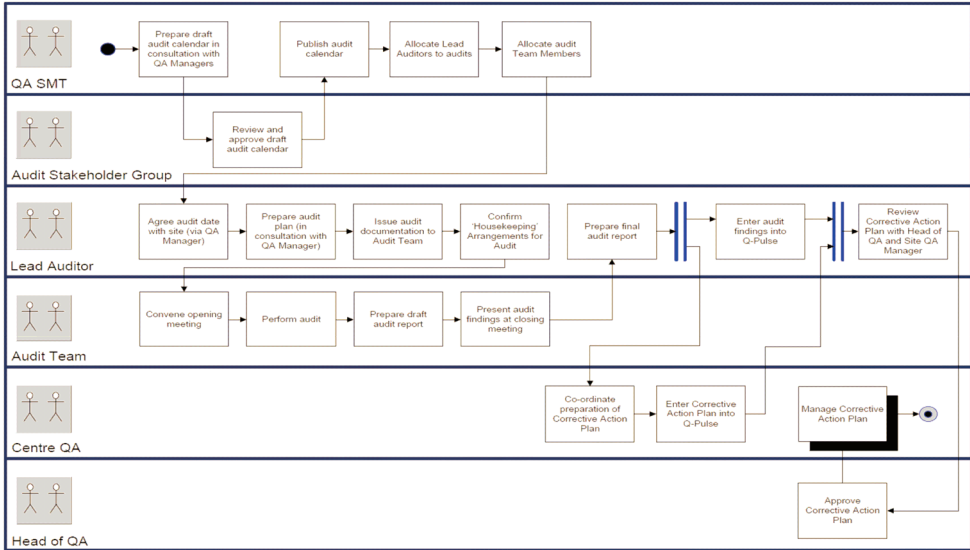 Prepare draft
audit calendar in
consultation with
QA Managers
Publish audit
calendar
Allocate Lead
Auditors to audits
Allocate audit
Team Members
QA SMT
Review and
approve draft
audit calendar
Audit Stakeholder Group
Agree audit date
with site (via QA
Manager)
Prepare audit
plan (in
consultation with
QA Manager)
Issue audit
documentation to
Audit Team
Confirm
'Housekeeping'
Arrangements for
Audit
Prepare final
audit report
Enter audit
findings into
Q-Pulse
Review
Corrective Action
Plan with Head of
QA and Site QA
Manager
Lead Auditor
Convene opening
meeting
Perform audit
Prepare draft
audit report
Present audit
findings at closing
meeting
Audit Team
Co-ordinate
preparation of
Corrective Action
Plan
Enter Corrective
Action Plan into
Q-Pulse
Manage Corrective
Action Plan
Centre QA
Approve
Corrective Action
Plan
Head of QA